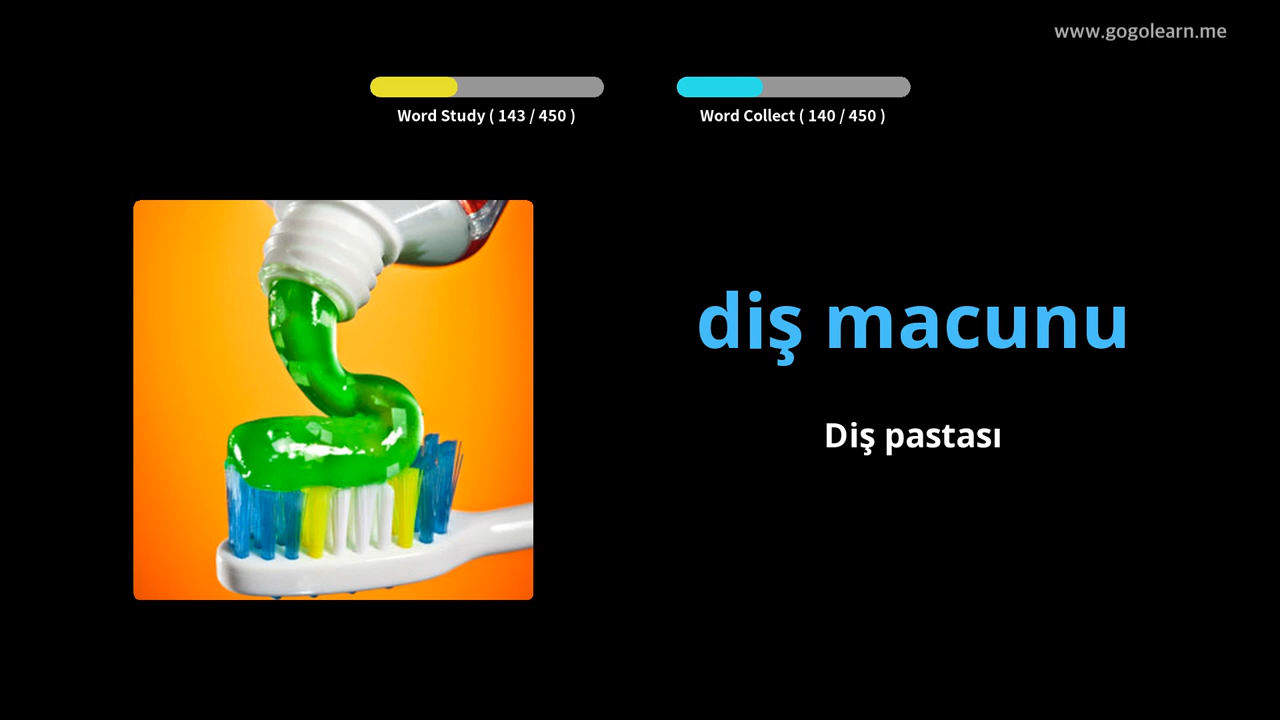 www.gogolearn.me
Word Study ( 143 / 450 )
Word Collect ( 140 / 450 )
diş macunu
Diş pastası